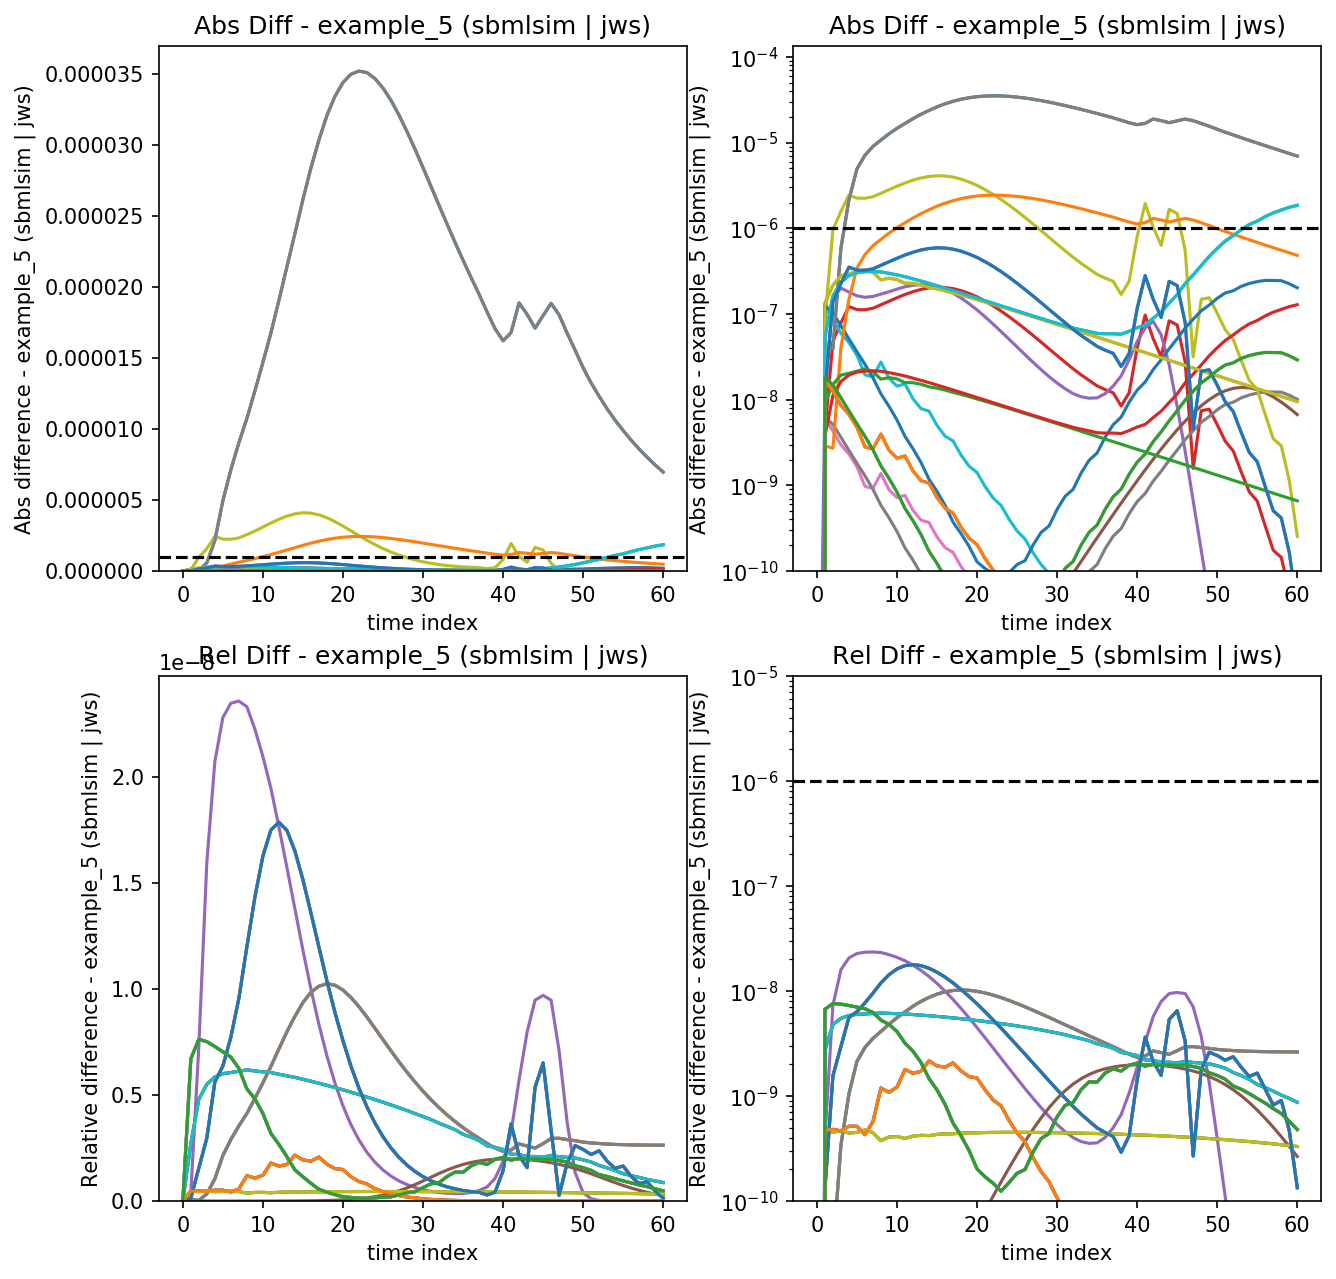 Abs Diff - example_5 (sbmlsim | jws)
Abs difference - example_5 (sbmlsim | jws)
0.000035
0.000030
0.000025
0.000020
0.000015
0.000010
0.000005
0.000000
0 10 20 30 40 50 60
time index
Abs Diff - example_5 (sbmlsim | jws)
Abs difference - example_5 (sbmlsim | jws)
10⁻⁴
10⁻⁵
10⁻⁶
10⁻⁷
10⁻⁸
10⁻⁹
10⁻¹⁰
0 10 20 30 40 50 60
time index
Rel Diff - example_5 (sbmlsim | jws)
1e−8
Relative difference - example_5 (sbmlsim | jws)
2.0
1.5
1.0
0.5
0.0
0 10 20 30 40 50 60
time index
Rel Diff - example_5 (sbmlsim | jws)
Relative difference - example_5 (sbmlsim | jws)
10⁻⁵
10⁻⁶
10⁻⁷
10⁻⁸
10⁻⁹
10⁻¹⁰
0 10 20 30 40 50 60
time index